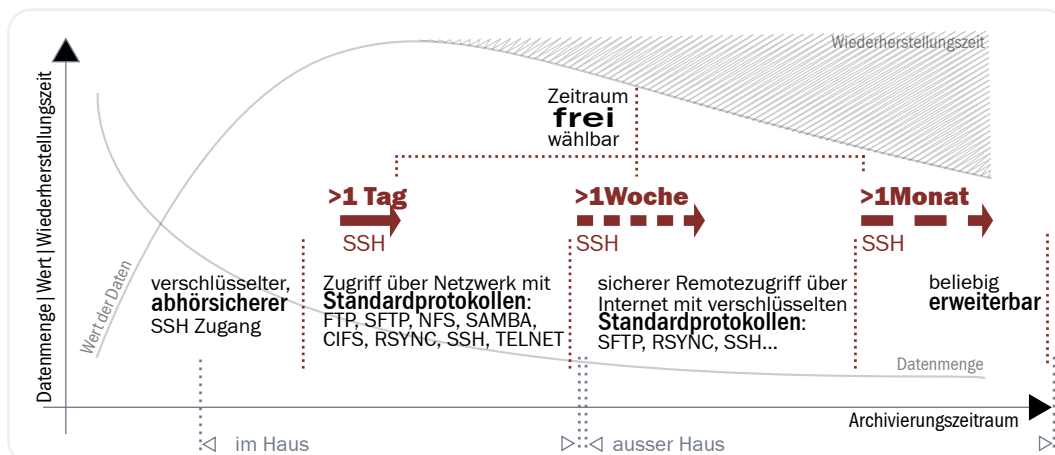 Wiederherstellungszeit
Datenmenge | Wert | Wiederherstellungszeit
Zeitraum
frei
wählbar
>1 Tag
SSH
>1Woche
SSH
>1Monat
SSH
Wert der Daten
verschlüsselter,
abhörsicherer
SSH Zugang
Zugriff über Netzwerk mit
Standardprotokollen:
FTP, SFTP, NFS, SAMBA,
CIFS, RSYNC, SSH, TELNET
sicherer Remotezugriff über
Internet mit verschlüsselten
Standardprotokollen:
SFTP, RSYNC, SSH...
beliebig
erweiterbar
Datenmenge
Archivierungszeitraum
im Haus
ausser Haus